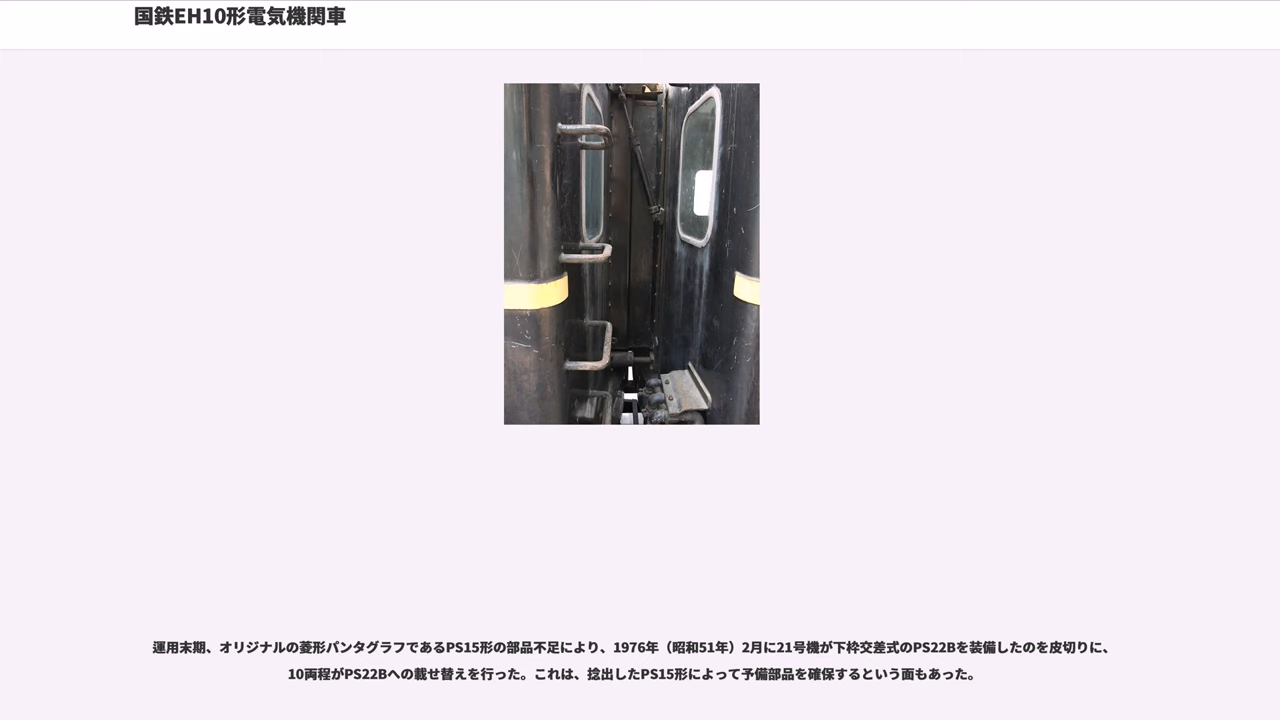 国鉄EH10形電気機関車
運用末期、オリジナルの菱形パンタグラフであるPS15形の部品不足により、1976年（昭和51年）2月に21号機が下枠交差式のPS22Bを装備したのを皮切りに、
10両程がPS22Bへの載せ替えを行った。これは、捻出したPS15形によって予備部品を確保するという面もあった。